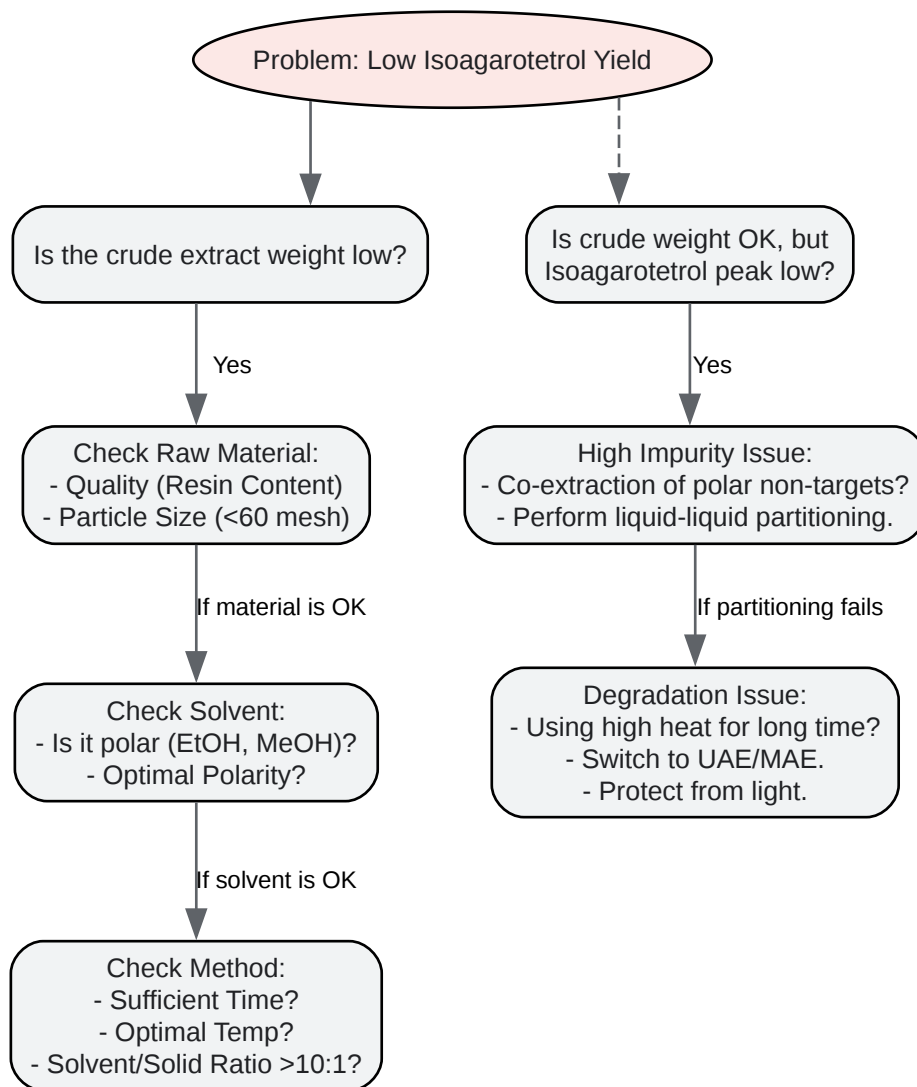 Problem: Low Isoagarotetrol Yield
Is the crude extract weight low?
Is crude weight OK, but
Isoagarotetrol peak low?
Yes
Yes
Check Raw Material:
- Quality (Resin Content)
- Particle Size (<60 mesh)
High Impurity Issue:
- Co-extraction of polar non-targets?
- Perform liquid-liquid partitioning.
If material is OK
If partitioning fails
Check Solvent:
- Is it polar (EtOH, MeOH)?
- Optimal Polarity?
Degradation Issue:
- Using high heat for long time?
- Switch to UAE/MAE.
- Protect from light.
If solvent is OK
Check Method:
- Sufficient Time?
- Optimal Temp?
- Solvent/Solid Ratio >10:1?